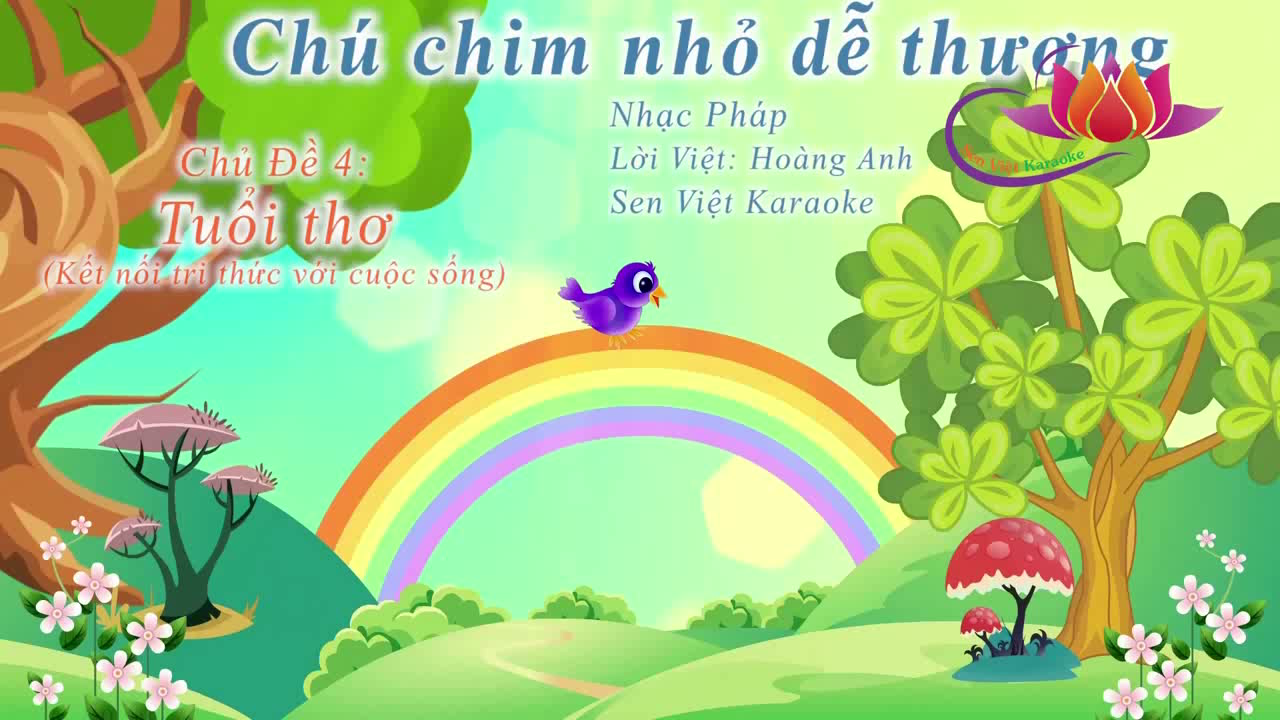 Chú chim nhỏ dễ thương
Nhạc Pháp
Lời Việt: Hoàng Anh
Sen Việt Karaoke
Chủ Đề 4:
Tuổi thơ
(Kết nối tri thức với cuộc sống)
Sen Việt Karaoke